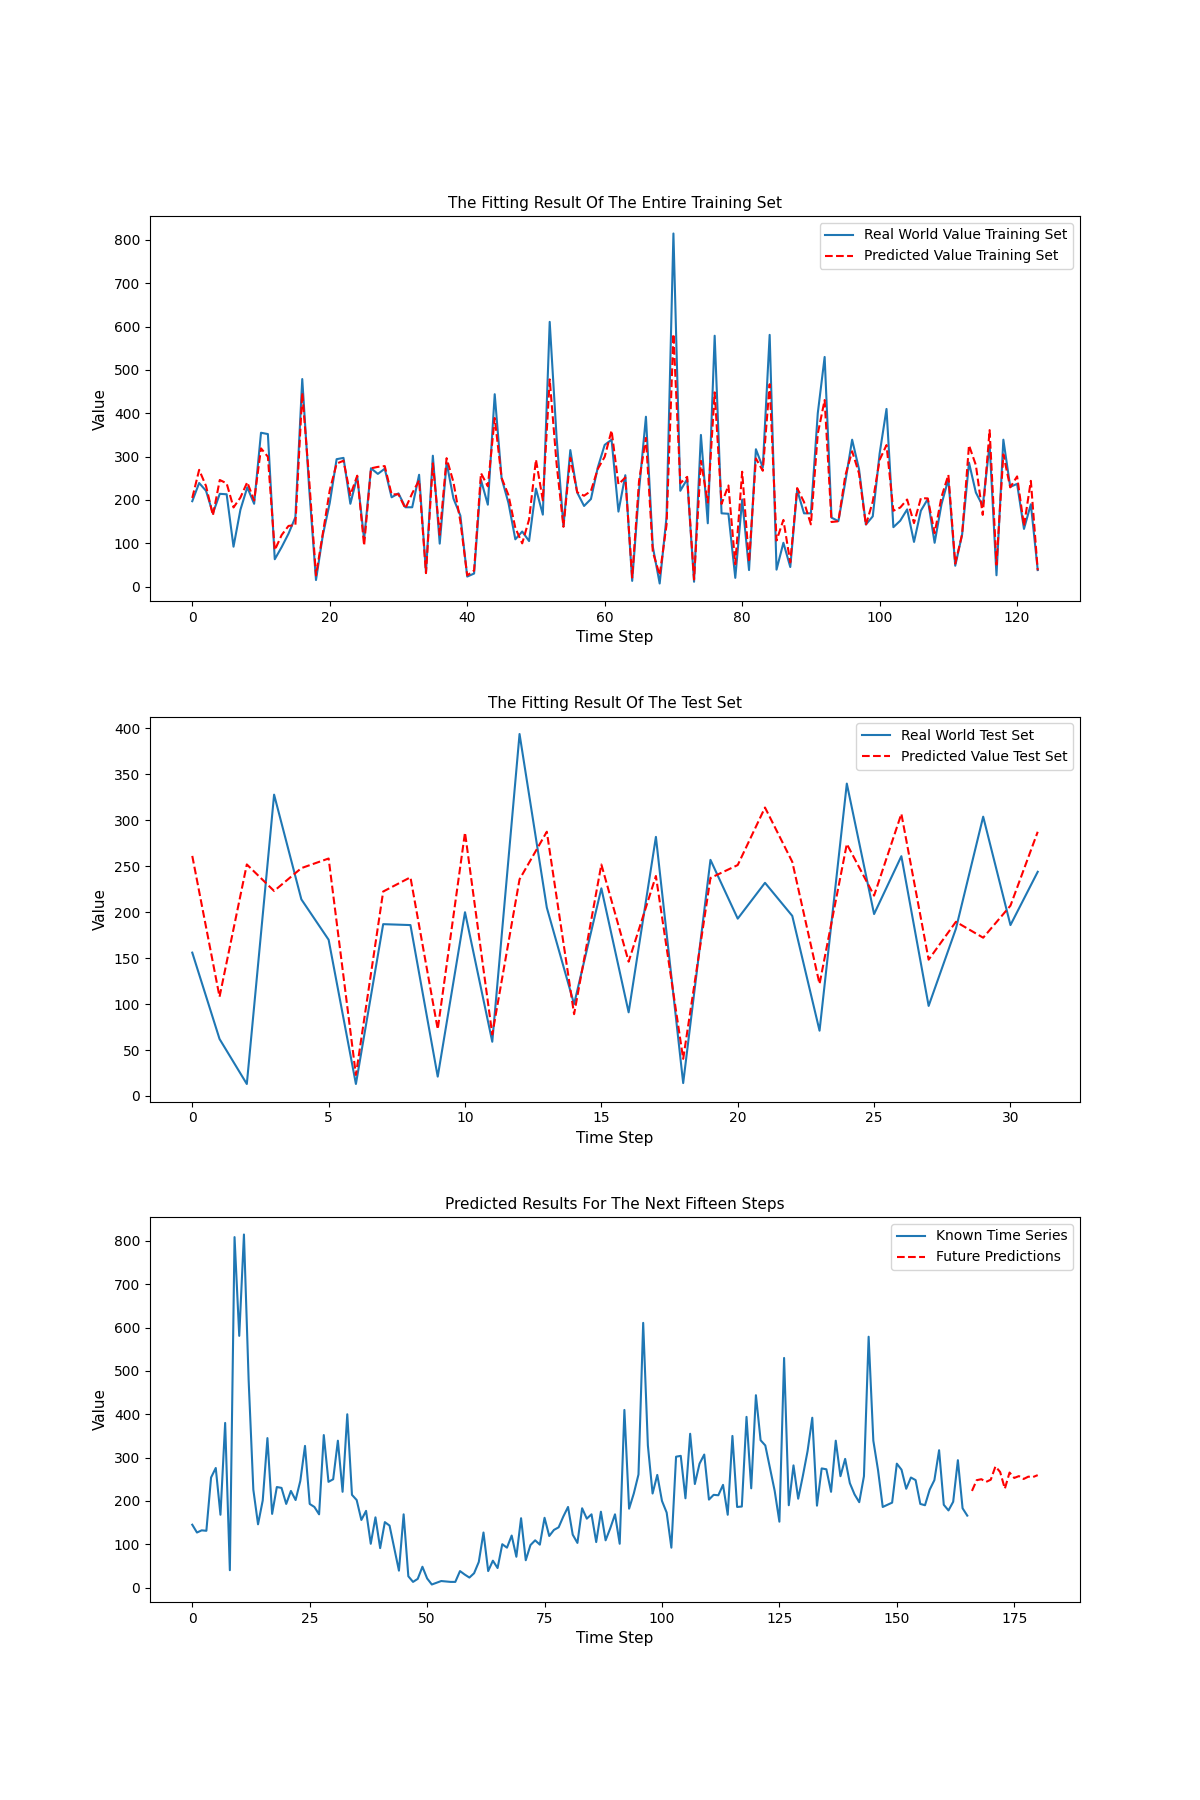 The Fitting Result Of The Entire Training Set
Real World Value Training Set
Predicted Value Training Set
Value
800
700
600
500
400
300
200
100
0
0 20 40 60 80 100 120
Time Step
The Fitting Result Of The Test Set
Real World Test Set
Predicted Value Test Set
Value
400
350
300
250
200
150
100
50
0
0 5 10 15 20 25 30
Time Step
Predicted Results For The Next Fifteen Steps
Known Time Series
Future Predictions
Value
800
700
600
500
400
300
200
100
0
0 25 50 75 100 125 150 175
Time Step